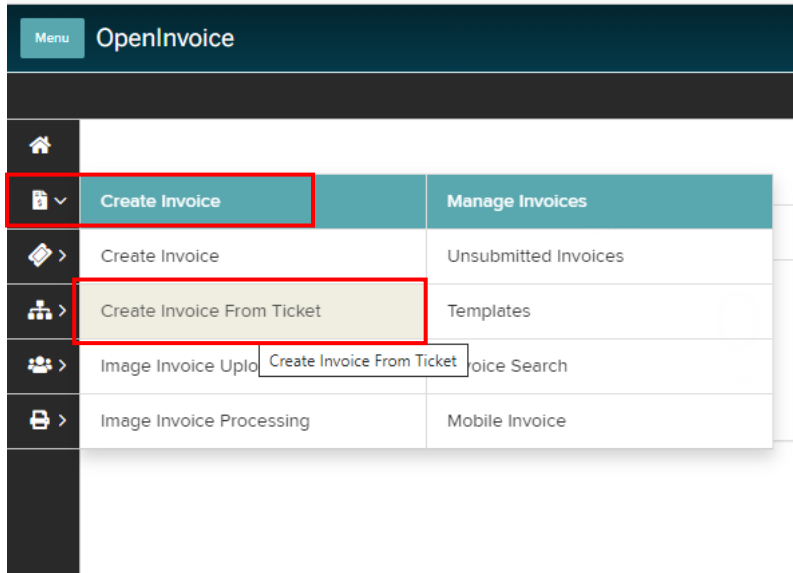 Menu OpenInvoice
Create Invoice Manage Invoices
Create Invoice Unsubmitted Invoices
Create Invoice From Ticket Templates
Image Invoice Uplo Create Invoice From Ticket voice Search
Image Invoice Processing Mobile Invoice